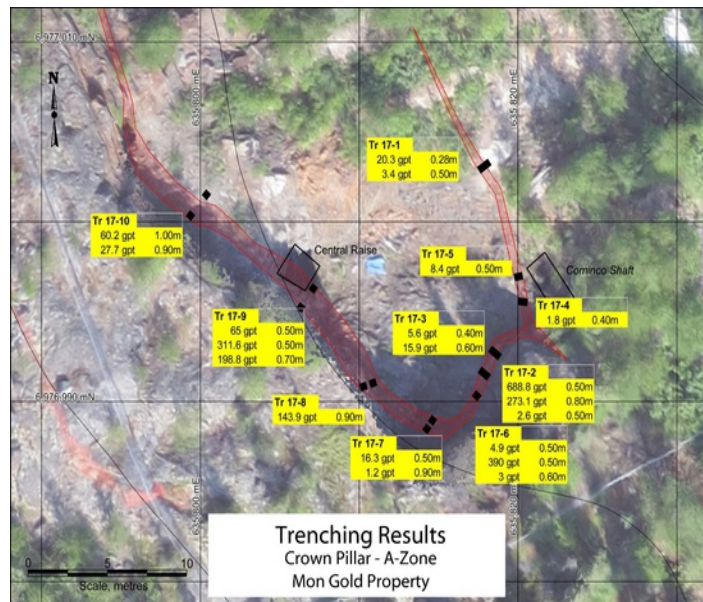 6 977 010 mN
N
635 800 mE
635 820 mE
Tr 17-1
20.3 gpt 0.28m
3.4 gpt 0.50m
Tr 17-10
60.2 gpt 1.00m
27.7 gpt 0.90m
Central Raise
Tr 17-5
8.4 gpt 0.50m
Cominco Shaft
Tr 17-9
65 gpt 0.50m
311.6 gpt 0.50m
198.8 gpt 0.70m
Tr 17-3
5.6 gpt 0.40m
15.9 gpt 0.60m
Tr 17-4
1.8 gpt 0.40m
Tr 17-2
688.8 gpt 0.50m
273.1 gpt 0.80m
2.6 gpt 0.50m
6 976 990 mN
Tr 17-8
143.9 gpt 0.90m
Tr 17-7
16.3 gpt 0.50m
1.2 gpt 0.90m
Tr 17-6
4.9 gpt 0.50m
390 gpt 0.50m
3 gpt 0.60m
635 800 mE
635 820 mE
Trenching Results
Crown Pillar - A-Zone
Mon Gold Property
0 5 10
Scale, metres